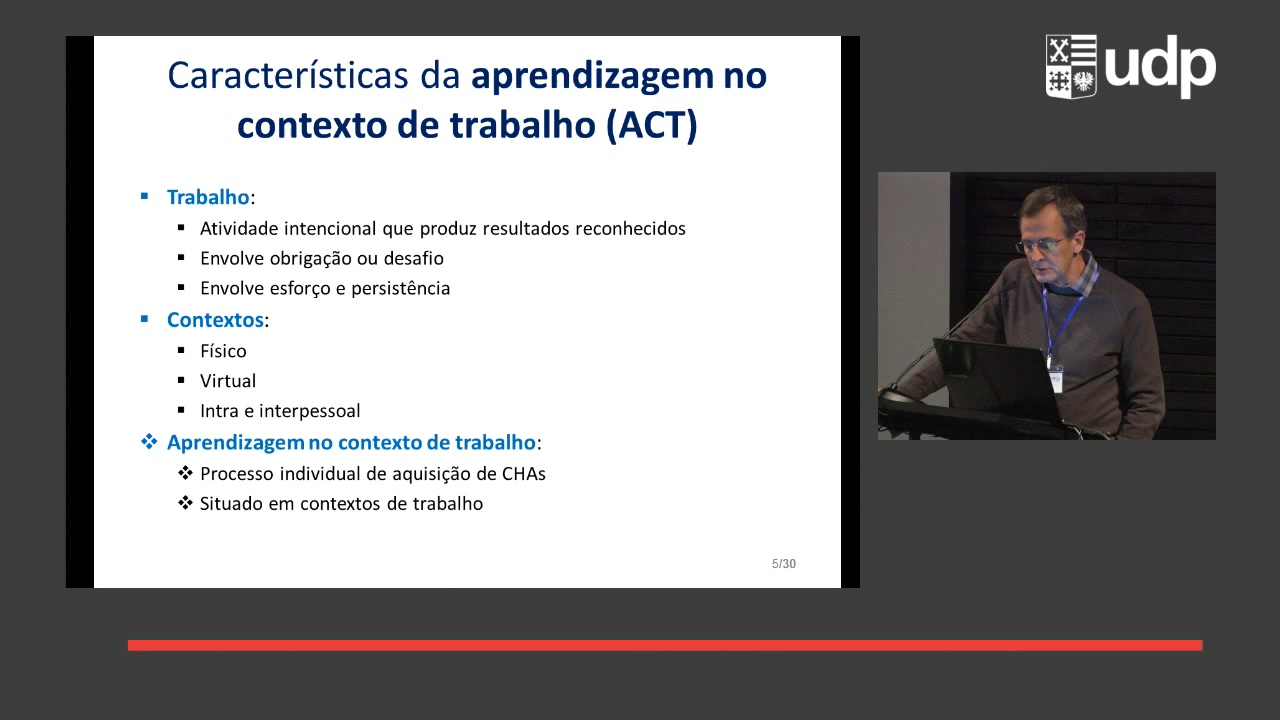 Características da aprendizagem no
contexto de trabalho (ACT)
Trabalho:
Atividade intencional que produz resultados reconhecidos
Envolve obrigação ou desafio
Envolve esforço e persistência
Contextos:
Físico
Virtual
Intra e interpessoal
Aprendizagem no contexto de trabalho:
Processo individual de aquisição de CHAs
Situado em contextos de trabalho
5/30
udp